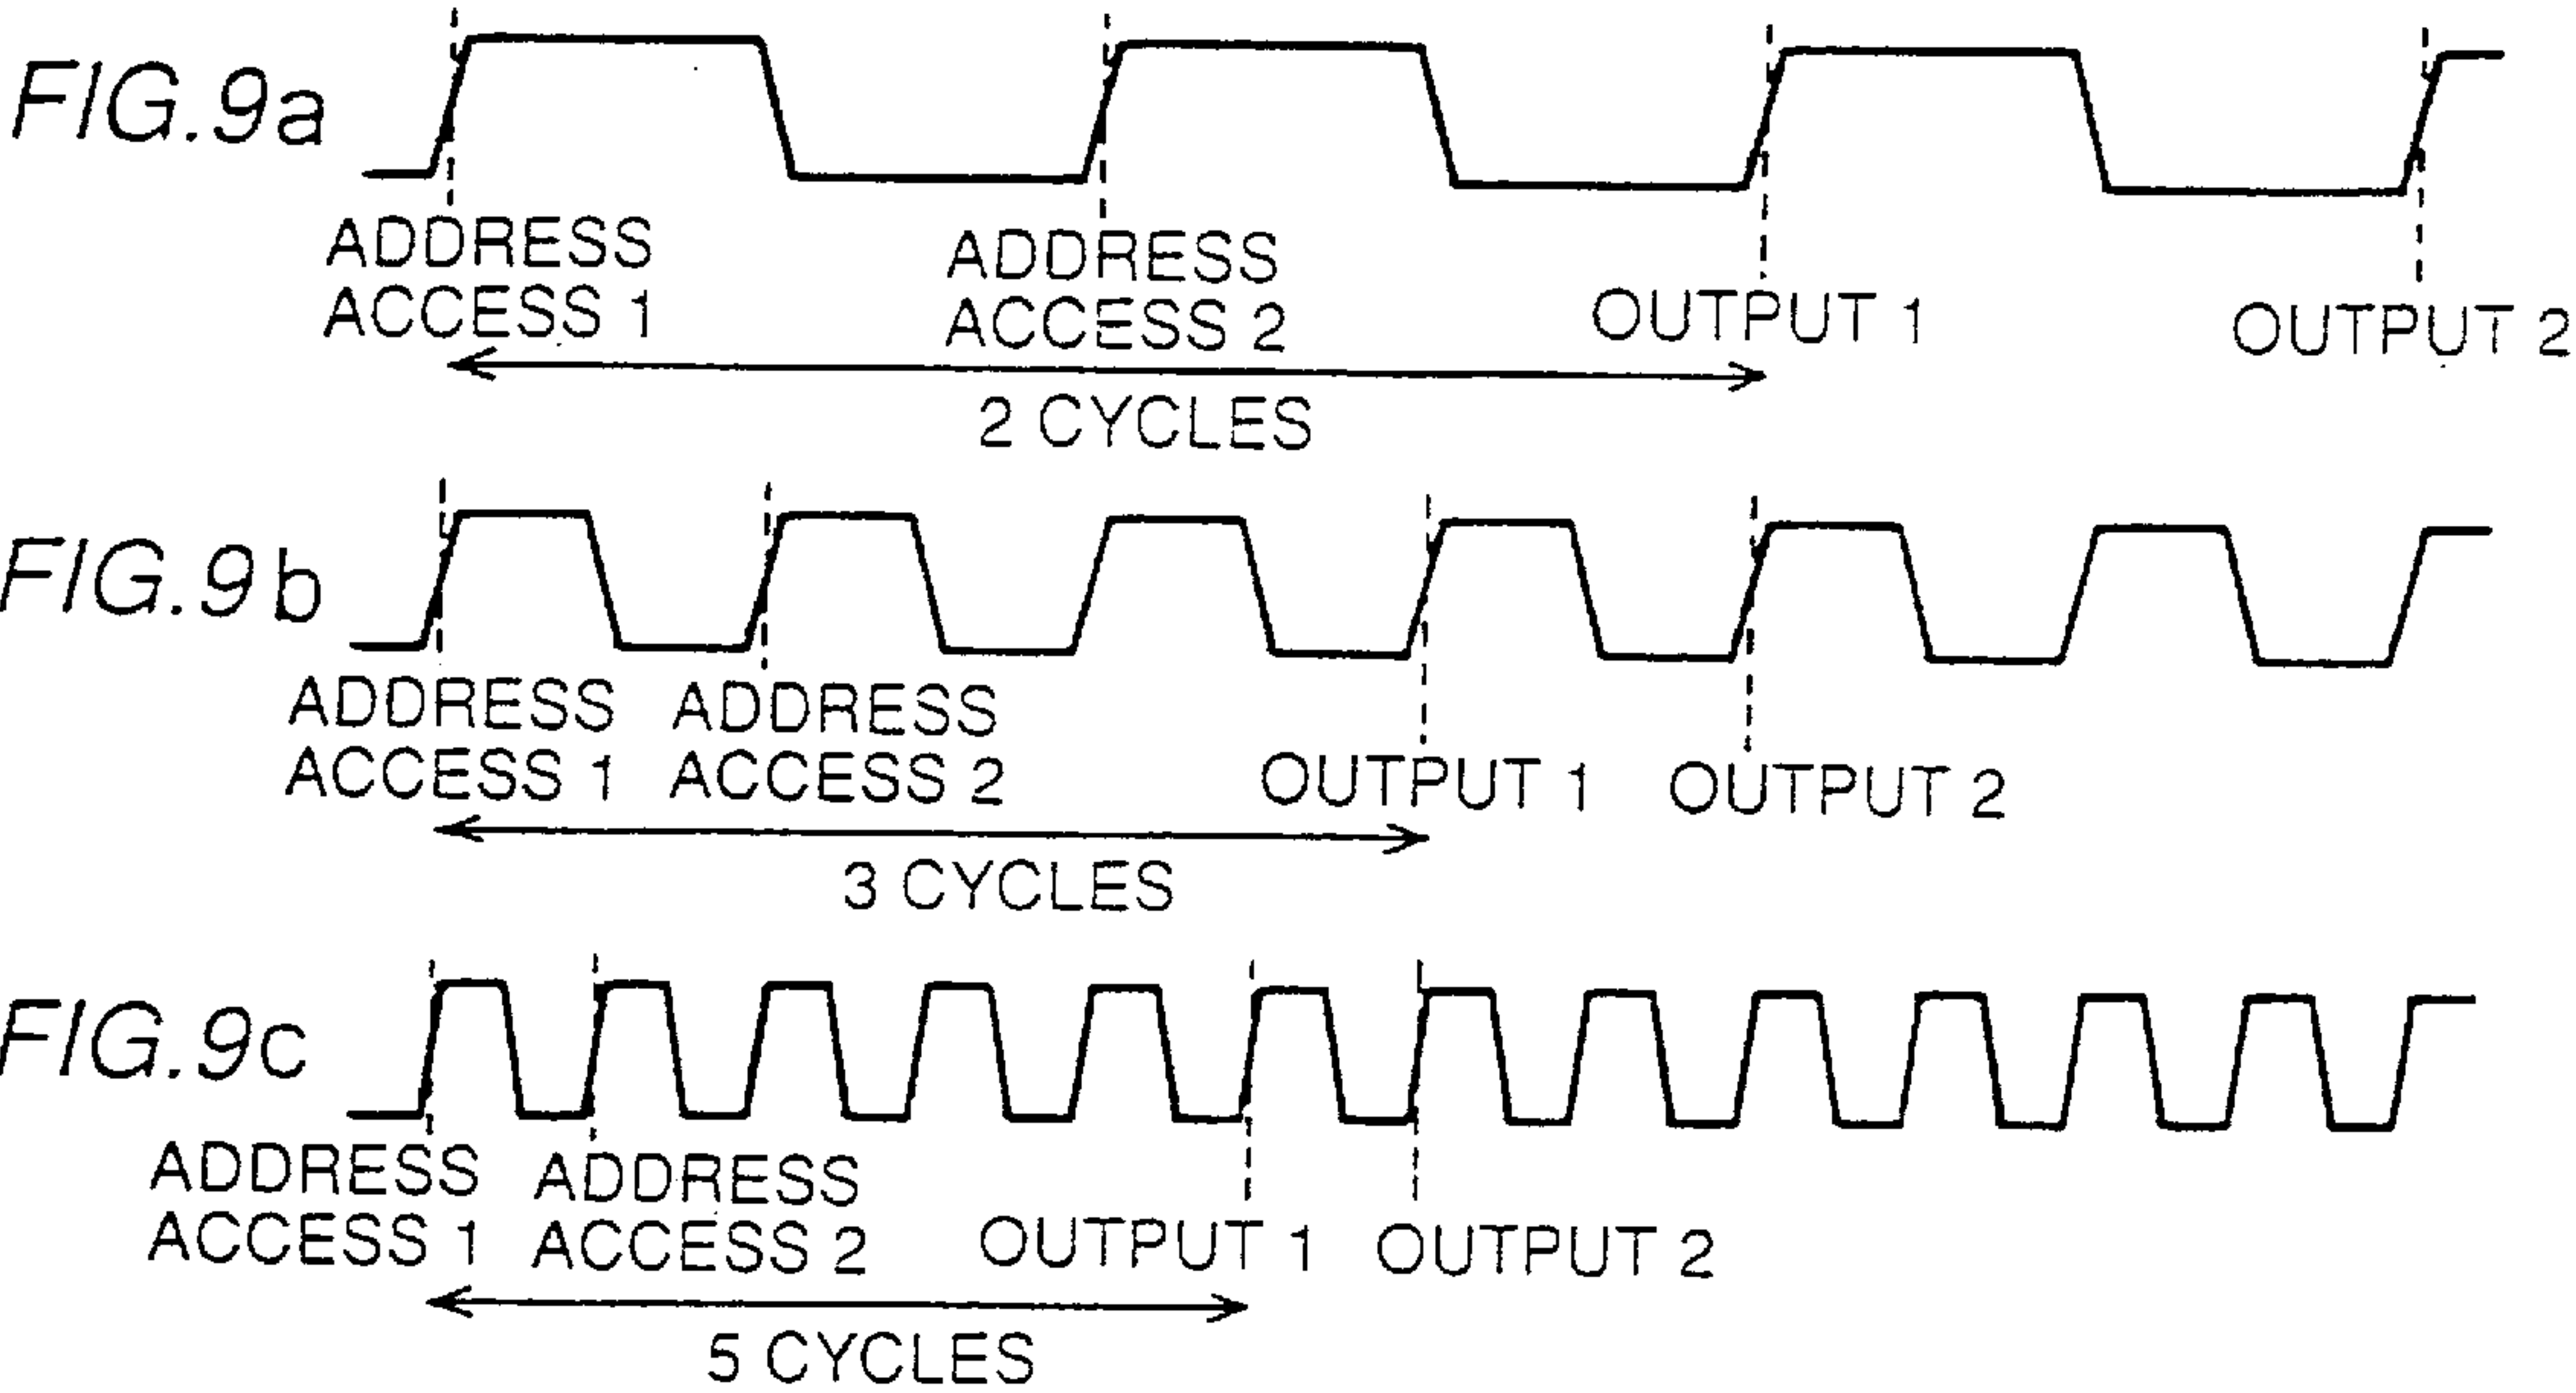 FIG.9a
ADDRESS
ACCESS 1
ADDRESS
ACCESS 2
OUTPUT 1
OUTPUT 2
2 CYCLES
FIG.9b
ADDRESS
ACCESS 1
ADDRESS
ACCESS 2
OUTPUT 1
OUTPUT 2
3 CYCLES
FIG.9c
ADDRESS
ACCESS 1
ADDRESS
ACCESS 2
OUTPUT 1
OUTPUT 2
5 CYCLES